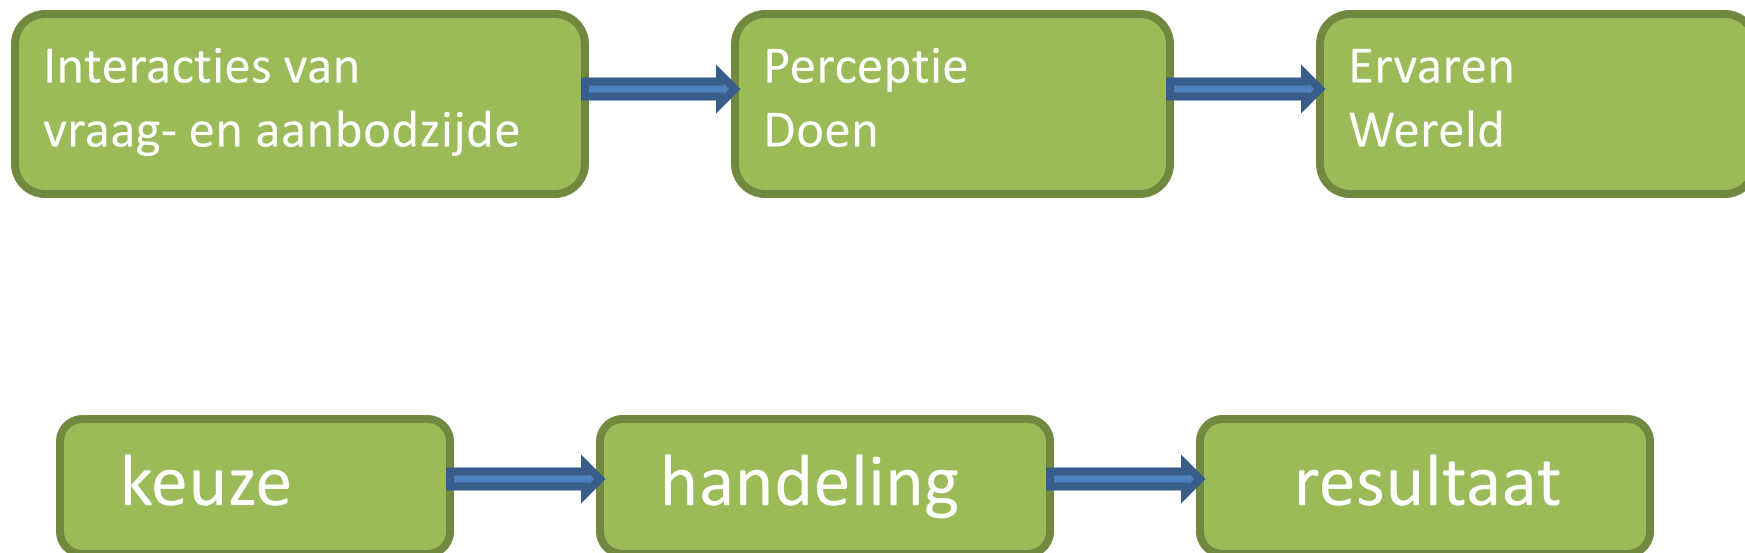 Interacties van
vraag- en aanbodzijde
Perceptie
Doen
Ervaren
Wereld
keuze
handeling
resultaat